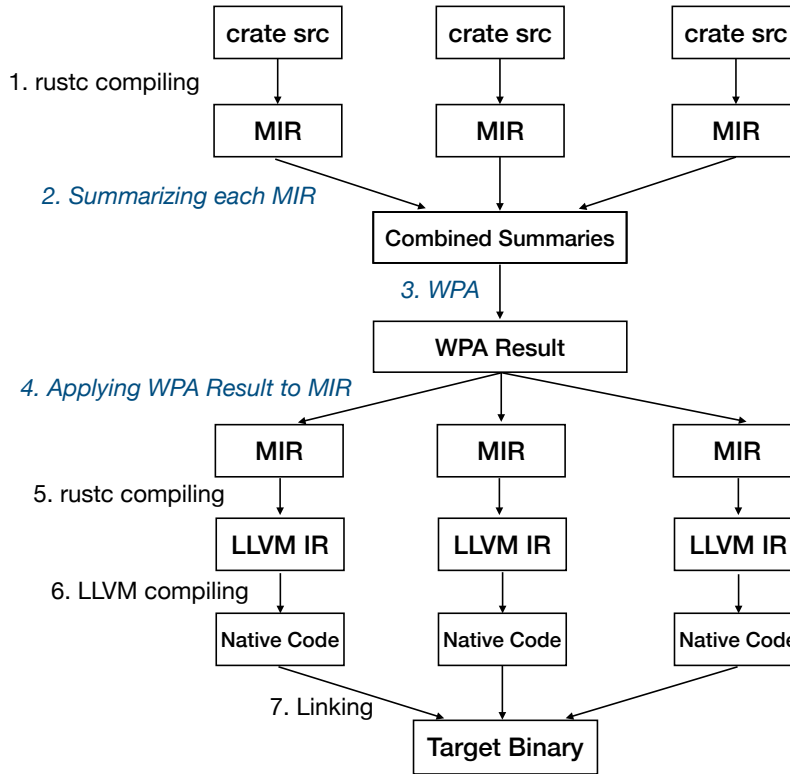 crate src crate src crate src
1. rustc compiling
MIR MIR MIR
2. Summarizing each MIR
Combined Summaries
3. WPA
WPA Result
4. Applying WPA Result to MIR
MIR MIR MIR
5. rustc compiling
LLVM IR LLVM IR LLVM IR
6. LLVM compiling
Native Code Native Code Native Code
7. Linking
Target Binary